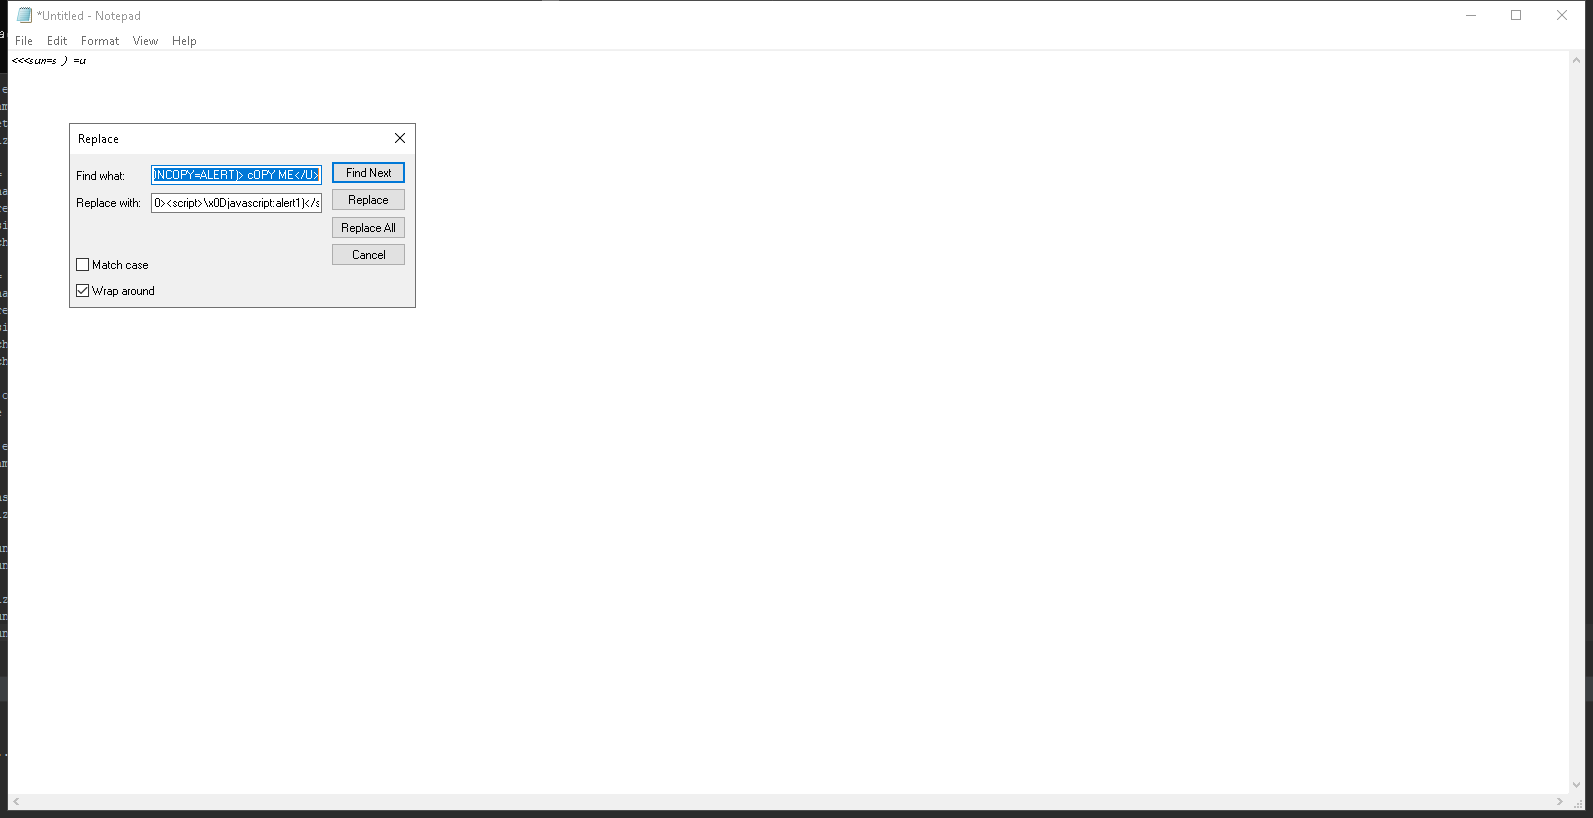 *Untitled - Notepad
File Edit Format View Help
<<<sun=s ) =u
Replace
Find what: )NCOPY=ALERT)> cOPY ME</U>
Find Next
Replace with: 0><script>\x0Djavascript:alert1)</s
Replace
Replace All
Cancel
Match case
Wrap around